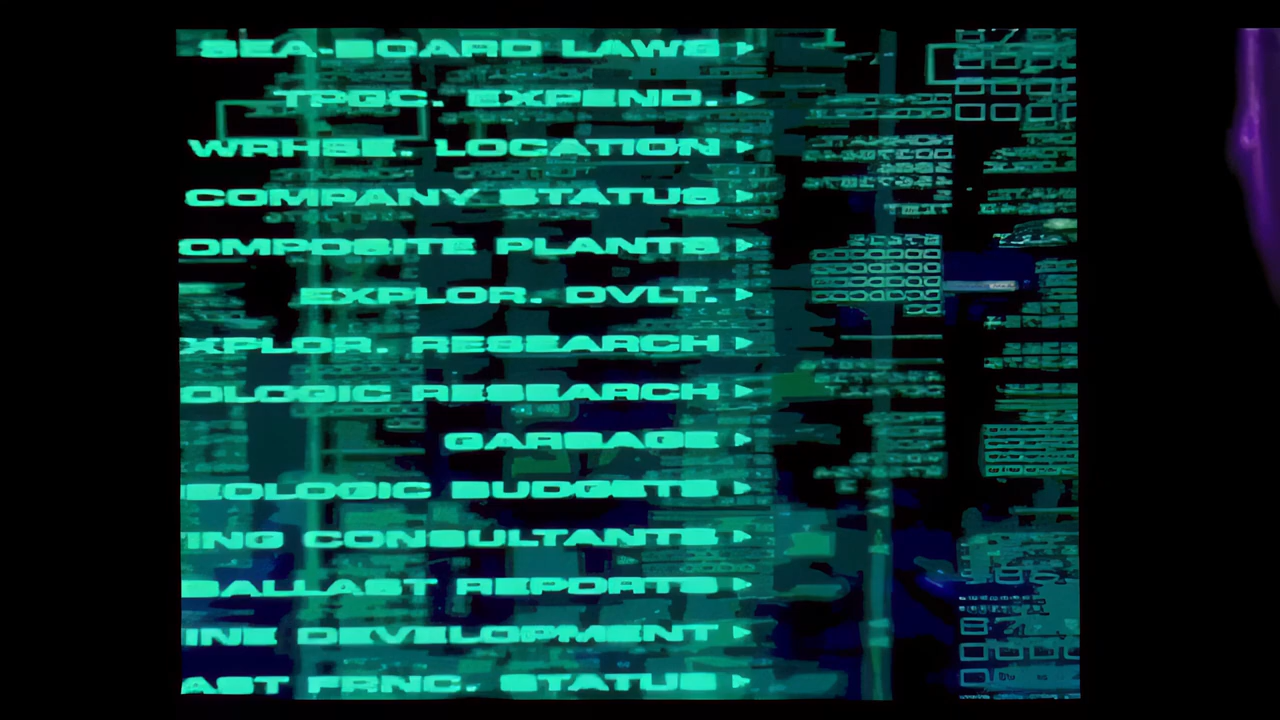 SEA-BOARD LAWS
TPGC. EXPEND.
WRHSE. LOCATION
COMPANY STATUS
OMPOSITE PLANTS
EXPLOR. DVLT.
XPLOR. RESEARCH
OLOGIC RESEARCH
GARBAGE
EOLOGIC BUDGETS
ING CONSULTANTS
BALLAST REPORTS
INE DEVELOPMENT
AST FRNC. STATUS